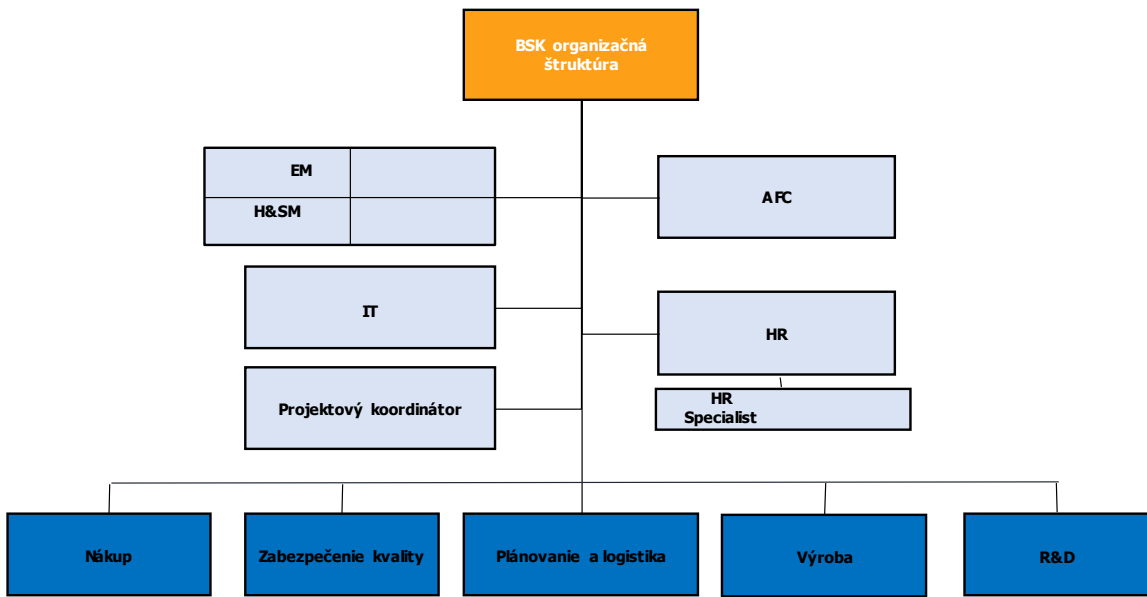 BSK organizačná
štruktúra
EM
H&SM
AFC
IT
HR
Projektový koordinátor
HR
Specialist
Nákup
Zabezpečenie kvality
Plánovanie a logistika
Výroba
R&D